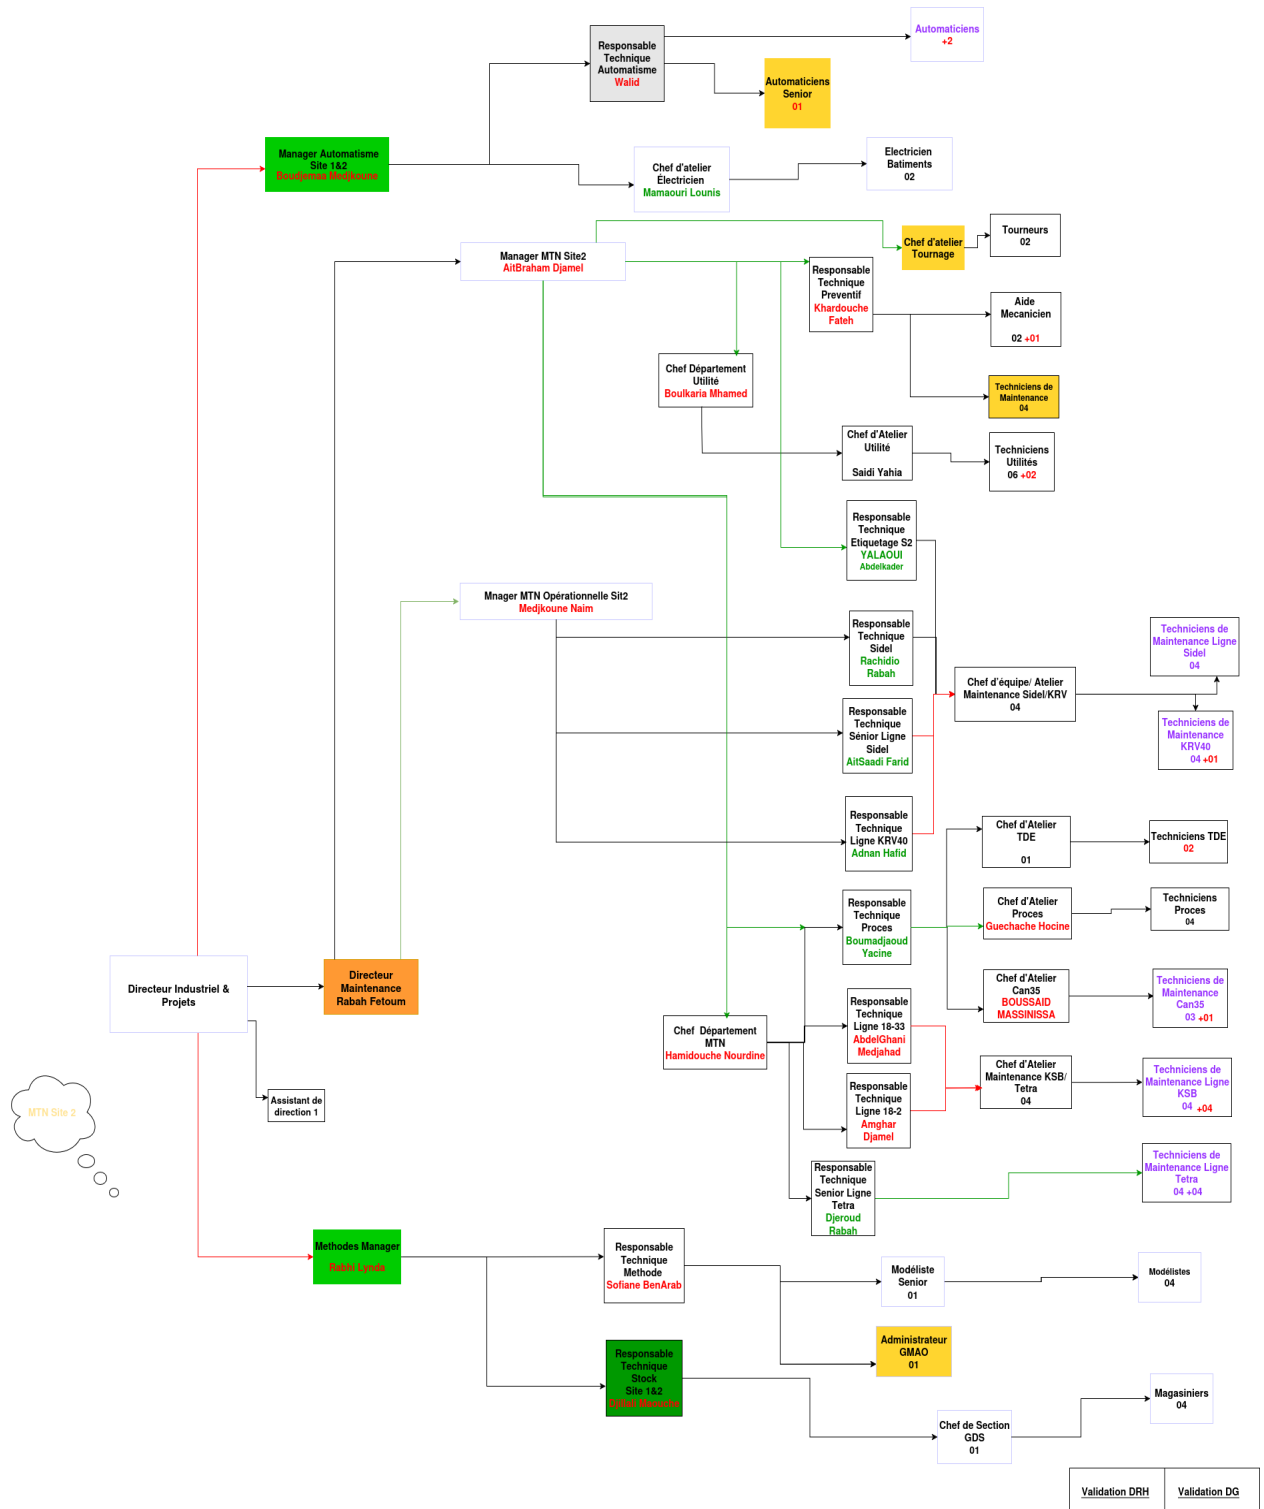 Automaticiens
+2
Responsable
Technique
Automatisme
Walid
Automaticiens
Senior
01
Manager Automatisme
Site 1&2
Boudjemaa Medjkoune
Chef d'atelier
Électricien
Mamaouri Lounis
Electricien
Batiments
02
Manager MTN Site2
AitBraham Djamel
Chef d'atelier
Tournage
Tourneurs
02
Responsable
Technique
Preventif
Khardouche
Fateh
Aide
Mecanicien
02 +01
Chef Département
Utilité
Boulkaria Mhamed
Techniciens de
Maintenance
04
Chef d'Atelier
Utilité
Saidi Yahia
Techniciens
Utilités
06 +02
Responsable
Technique
Etiquetage S2
YALAOUI
Abdelkader
Mnager MTN Opérationnelle Sit2
Medjkoune Naim
Responsable
Technique
Sidel
Rachidio
Rabah
Techniciens de
Maintenance Ligne
Sidel
04
Chef d'équipe/ Atelier
Maintenance Sidel/KRV
04
Responsable
Technique
Sénior Ligne
Sidel
AitSaadi Farid
Techniciens de
Maintenance
KRV40
04 +01
Responsable
Technique
Ligne KRV40
Adnan Hafid
Chef d'Atelier
TDE
01
Techniciens TDE
02
Responsable
Technique
Proces
Boumadjaoud
Yacine
Chef d'Atelier
Proces
Guechache Hocine
Techniciens
Proces
04
Directeur Industriel &
Projets
Directeur
Maintenance
Rabah Fetoum
Chef d'Atelier
Can35
BOUSSAID
MASSINISSA
Techniciens de
Maintenance
Can35
03 +01
Chef  Département
MTN
Hamidouche Nourdine
Responsable
Technique
Ligne 18-33
AbdelGhani
Medjahad
Chef d'Atelier
Maintenance KSB/
Tetra
04
Techniciens de
Maintenance Ligne
KSB
04 +04
Responsable
Technique
Ligne 18-2
Amghar
Djamel
Assistant de
direction 1
MTN Site 2
Responsable
Technique
Senior Ligne
Tetra
Djeroud
Rabah
Techniciens de
Maintenance Ligne
Tetra
04 +04
Methodes Manager
Rabhi Lynda
Responsable
Technique
Methode
Sofiane BenArab
Modéliste
Senior
01
Modélistes
04
Administrateur
GMAO
01
Responsable
Technique
Stock
Site 1&2
Magasiniers
04
Chef de Section
GDS
01
Validation DRH
Validation DG